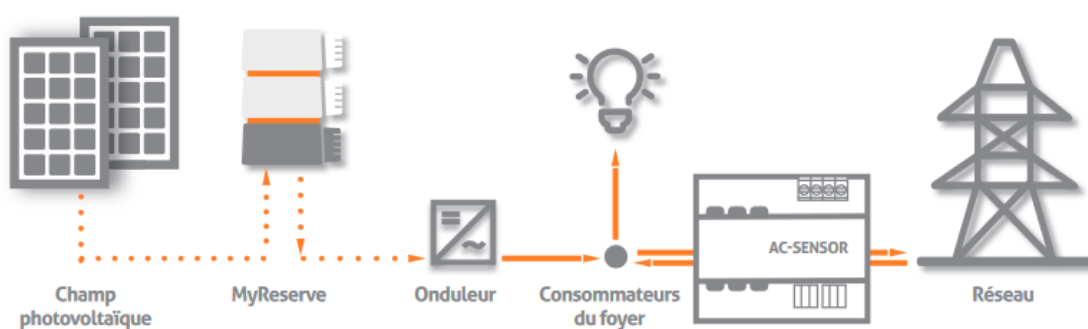 AC-SENSOR
Champ
photovoltaïque
MyReserve
Onduleur
Consommateurs
du foyer
Réseau